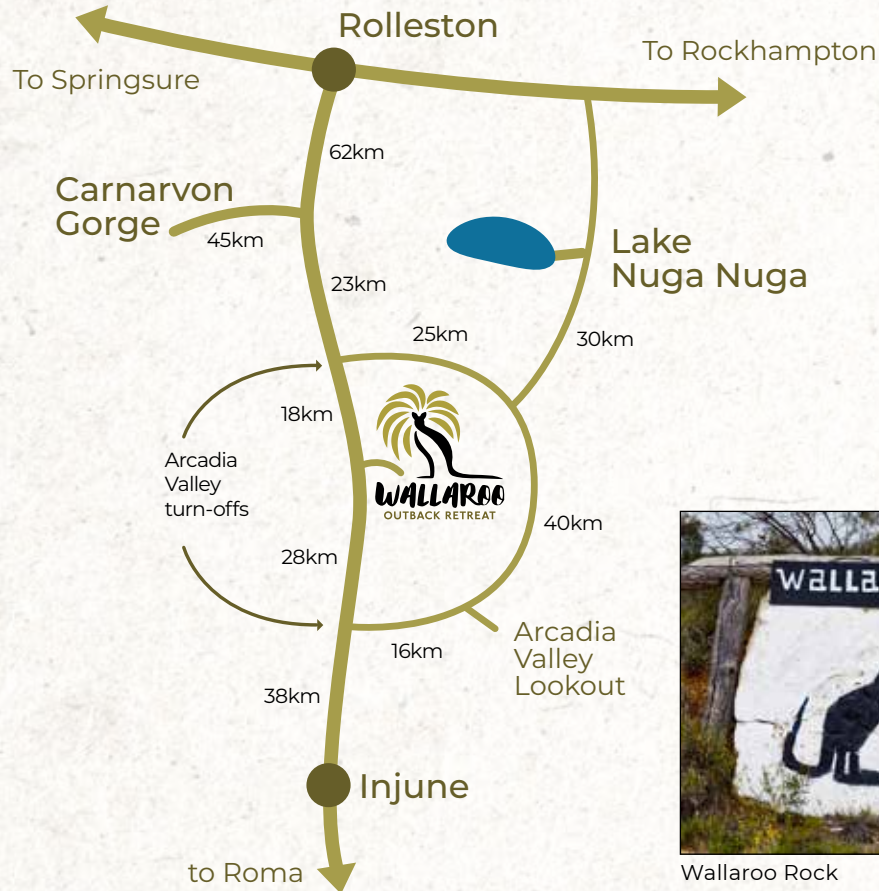 Rolleston
To Rockhampton
To Springsure
62km
Carnarvon
Gorge
45km
Lake
Nuga Nuga
23km
25km
30km
18km
Arcadia
Valley
turn-offs
WALLAROO
OUTBACK RETREAT
40km
28km
16km
Arcadia
Valley
Lookout
38km
Injune
to Roma
Walla
Wallaroo Rock